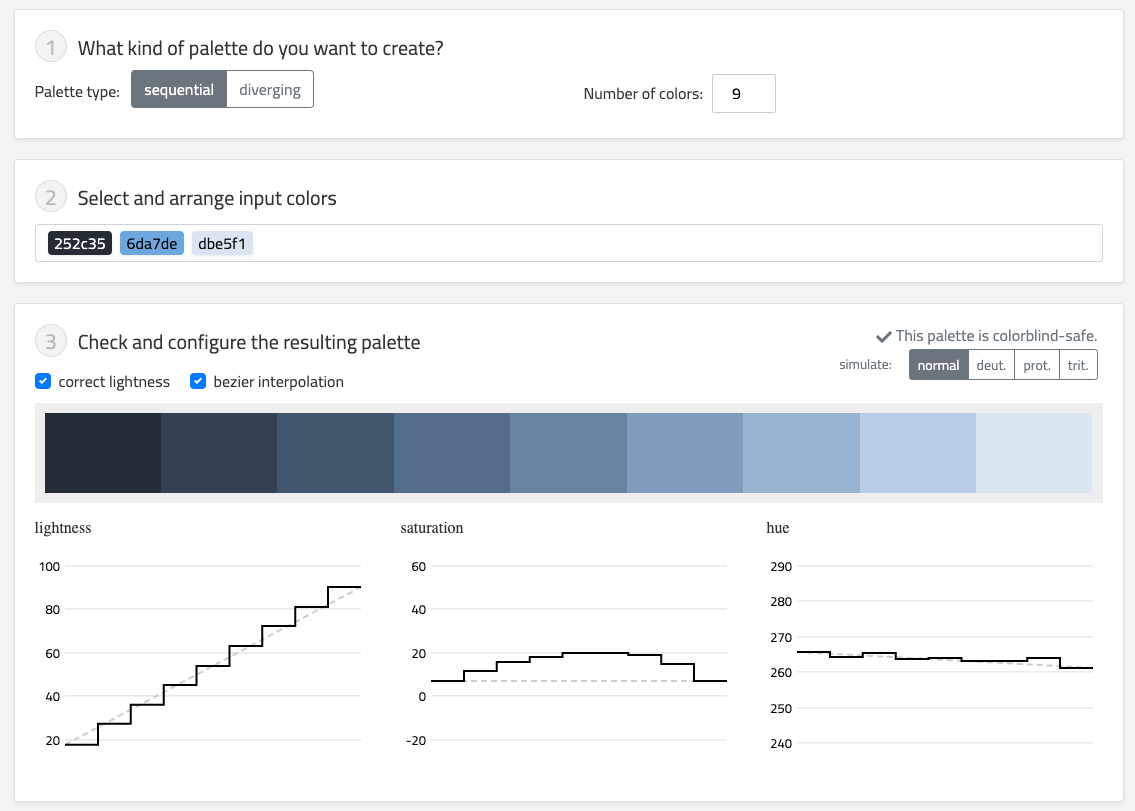 1 What kind of palette do you want to create?
Palette type: sequential diverging Number of colors: 9
2 Select and arrange input colors
252c35 6da7de dbe5f1
3 Check and configure the resulting palette
This palette is colorblind-safe.
simulate: normal deut. prot. trit.
correct lightness bezier interpolation
lightness
100
80
60
40
20
saturation
60
40
20
0
-20
hue
290
280
270
260
250
240